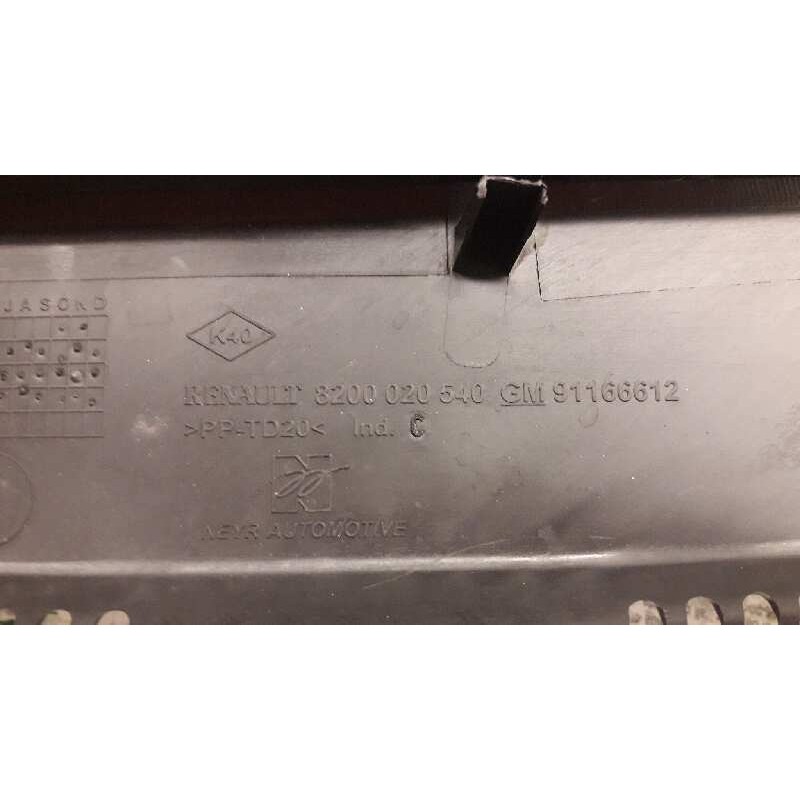 JASOND
K40
RENAULT 8200 020 540 GM 91166612
>PP-TD20< Ind. C
NEYR AUTOMOTIVE